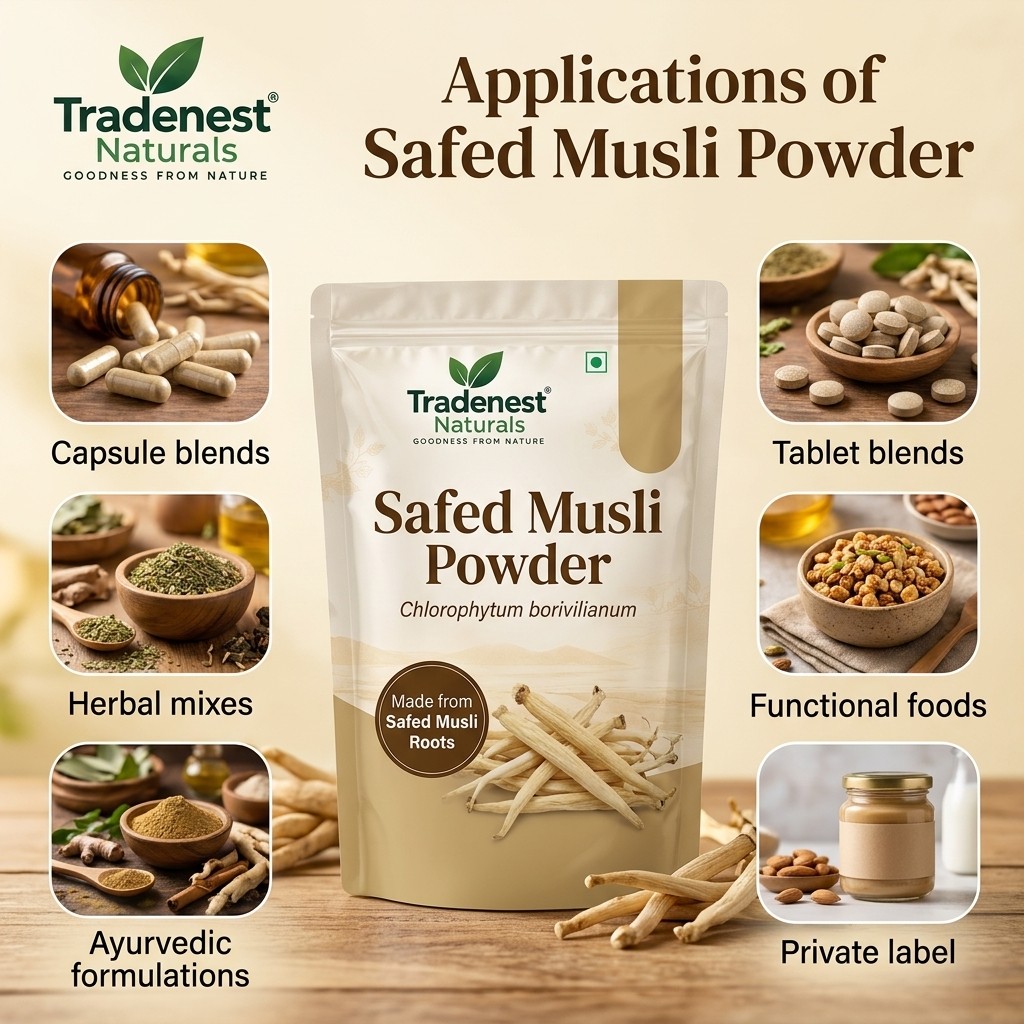 Tradenest®
Naturals
GOODNESS FROM NATURE
Applications of
Safed Musli Powder
Capsule blends
Herbal mixes
Ayurvedic
formulations
Tradenest®
Naturals
GOODNESS FROM NATURE
Safed Musli
Powder
Chlorophytum borivilianum
Made from
Safed Musli
Roots
Tablet blends
Functional foods
Private label